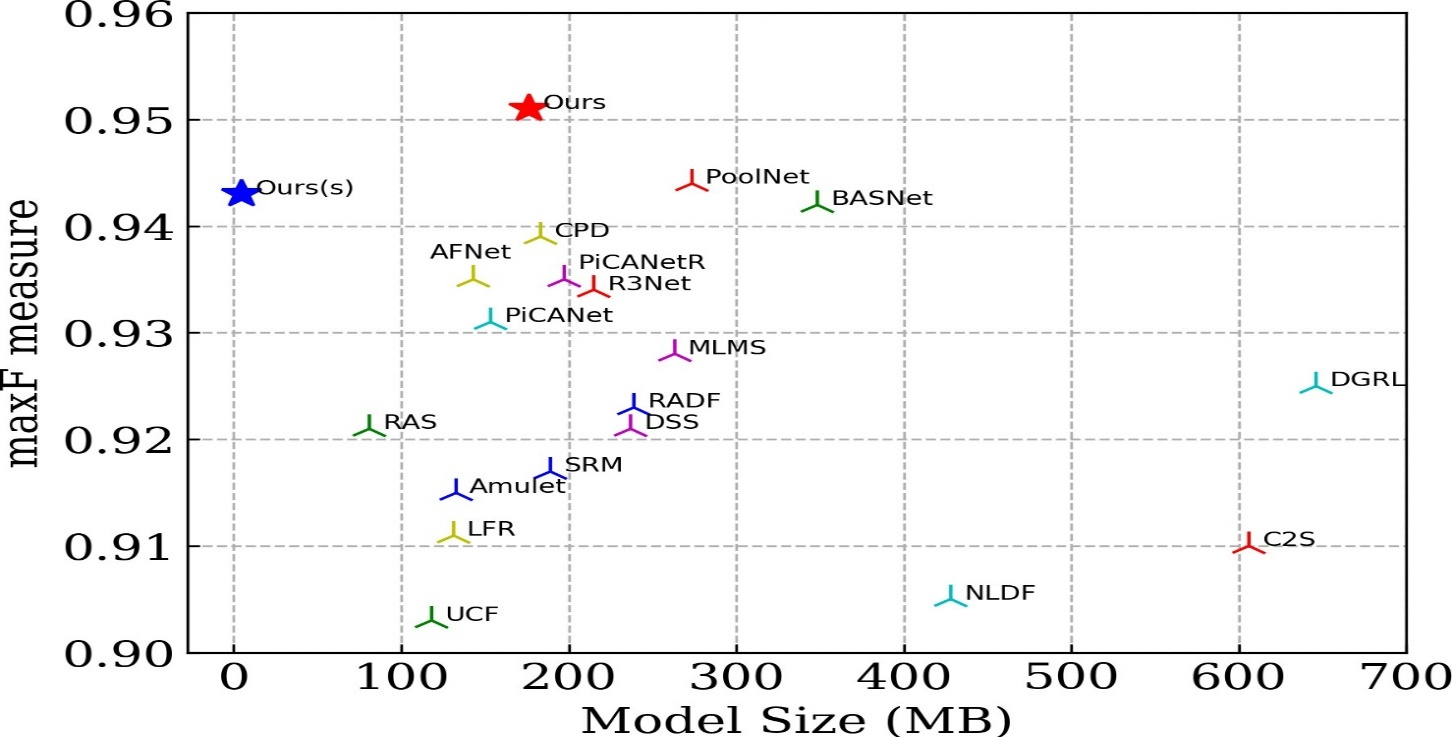 0.96
0.95
0.94
0.93
0.92
0.91
0.90
maxF measure
Ours
Ours(s)
PoolNet
BASNet
CPD
AFNet
PiCANetR
R3Net
PiCANet
MLMS
DGRL
RADF
RAS
DSS
SRM
Amulet
LFR
C2S
NLDF
UCF
0 100 200 300 400 500 600 700
Model Size (MB)